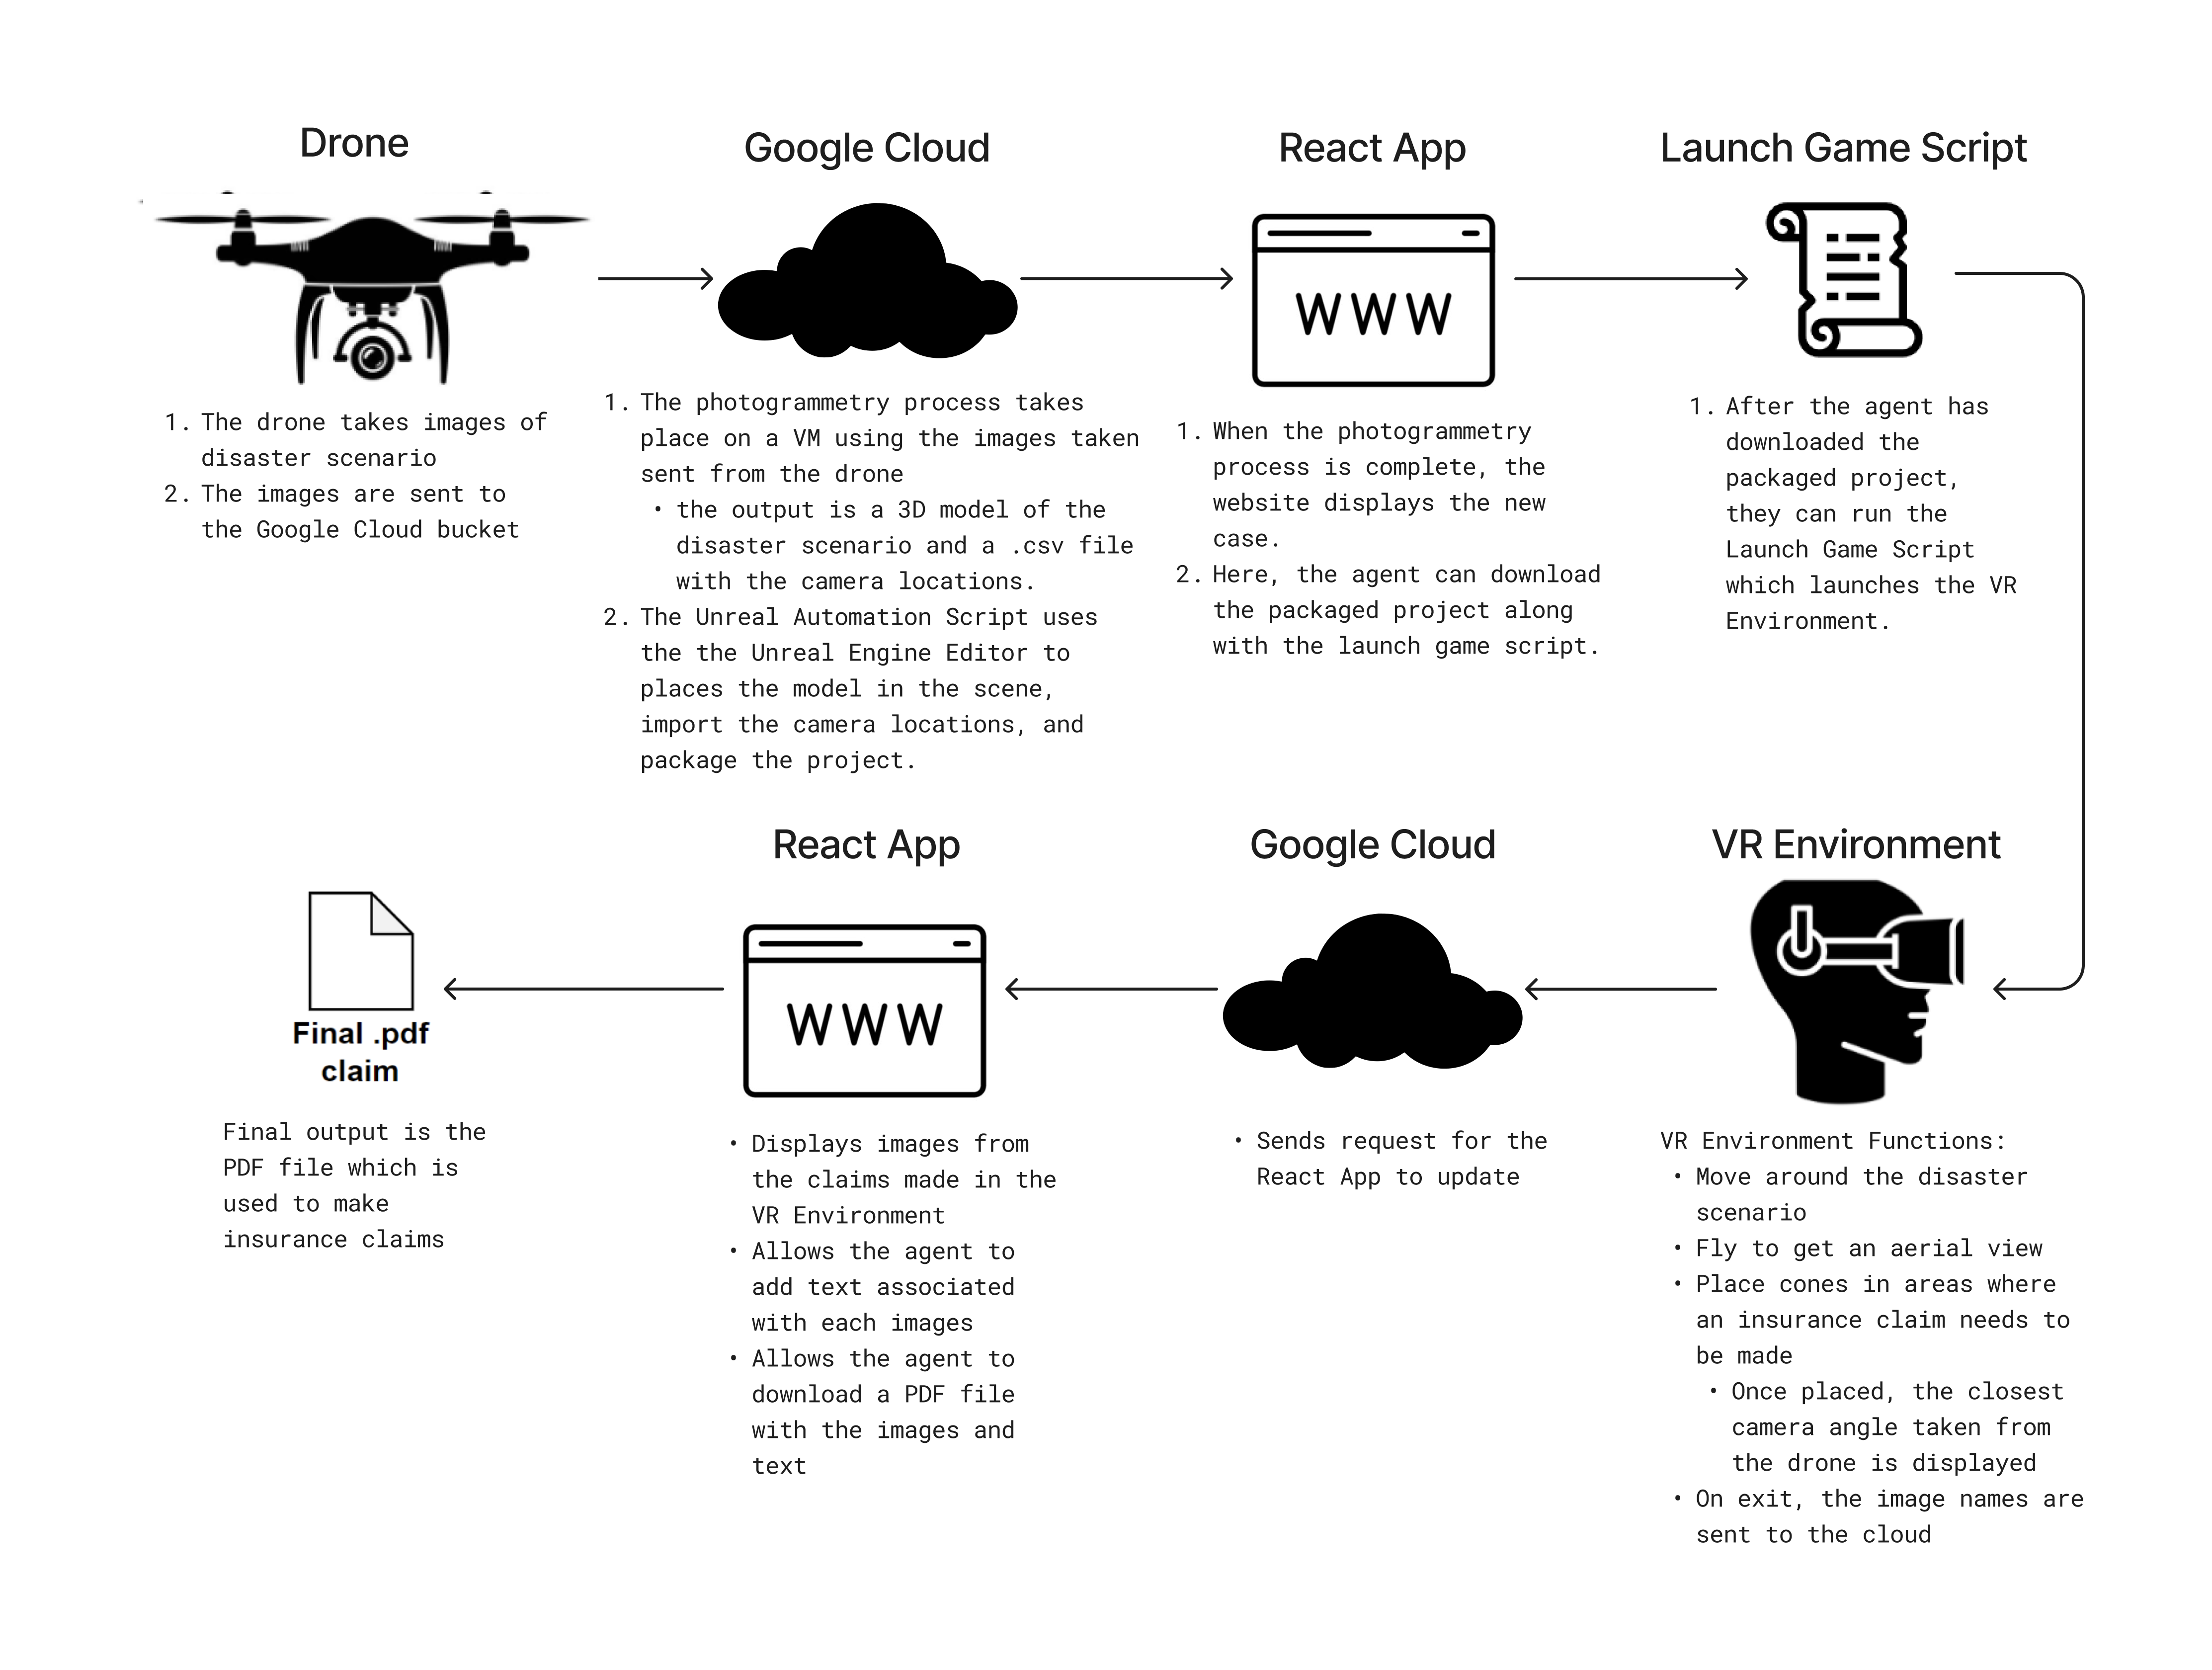 Drone
1. The drone takes images of
disaster scenario
2. The images are sent to
the Google Cloud bucket
Google Cloud
1. The photogrammetry process takes
place on a VM using the images taken
sent from the drone
• the output is a 3D model of the
disaster scenario and a .csv file
with the camera locations.
2. The Unreal Automation Script uses
the the Unreal Engine Editor to
places the model in the scene,
import the camera locations, and
package the project.
React App
WWW
1. When the photogrammetry
process is complete, the
website displays the new
case.
2. Here, the agent can download
the packaged project along
with the launch game script.
Launch Game Script
1. After the agent has
downloaded the
packaged project,
they can run the
Launch Game Script
which launches the VR
Environment.
VR Environment
VR Environment Functions:
• Move around the disaster
scenario
• Fly to get an aerial view
• Place cones in areas where
an insurance claim needs to
be made
• Once placed, the closest
camera angle taken from
the drone is displayed
• On exit, the image names are
sent to the cloud
Google Cloud
• Sends request for the
React App to update
React App
WWW
• Displays images from
the claims made in the
VR Environment
• Allows the agent to
add text associated
with each images
• Allows the agent to
download a PDF file
with the images and
text
Final .pdf
claim
Final output is the
PDF file which is
used to make
insurance claims